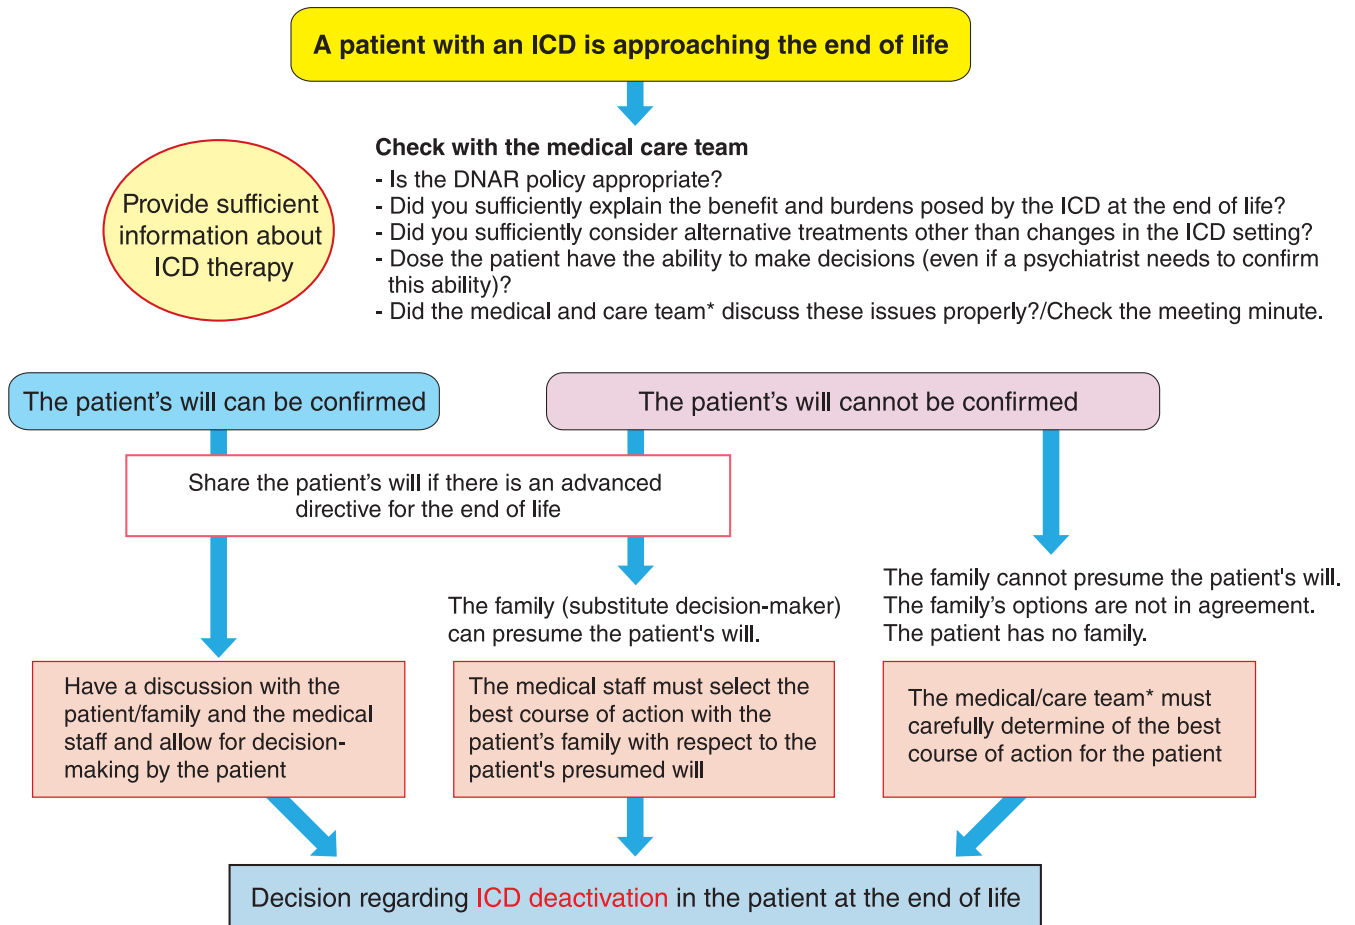 A patient with an ICD is approaching the end of life
Provide sufficient
information about
ICD therapy
Check with the medical care team
- Is the DNAR policy appropriate?
- Did you sufficiently explain the benefit and burdens posed by the ICD at the end of life?
- Did you sufficiently consider alternative treatments other than changes in the ICD setting?
- Dose the patient have the ability to make decisions (even if a psychiatrist needs to confirm
this ability)?
- Did the medical and care team* discuss these issues properly?/Check the meeting minute.
The patient's will can be confirmed
The patient's will cannot be confirmed
Share the patient's will if there is an advanced
directive for the end of life
The family (substitute decision-maker)
can presume the patient's will.
The family cannot presume the patient's will.
The family's options are not in agreement.
The patient has no family.
Have a discussion with the
patient/family and the medical
staff and allow for decision-
making by the patient
The medical staff must select the
best course of action with the
patient's family with respect to the
patient's presumed will
The medical/care team* must
carefully determine of the best
course of action for the patient
Decision regarding ICD deactivation in the patient at the end of life